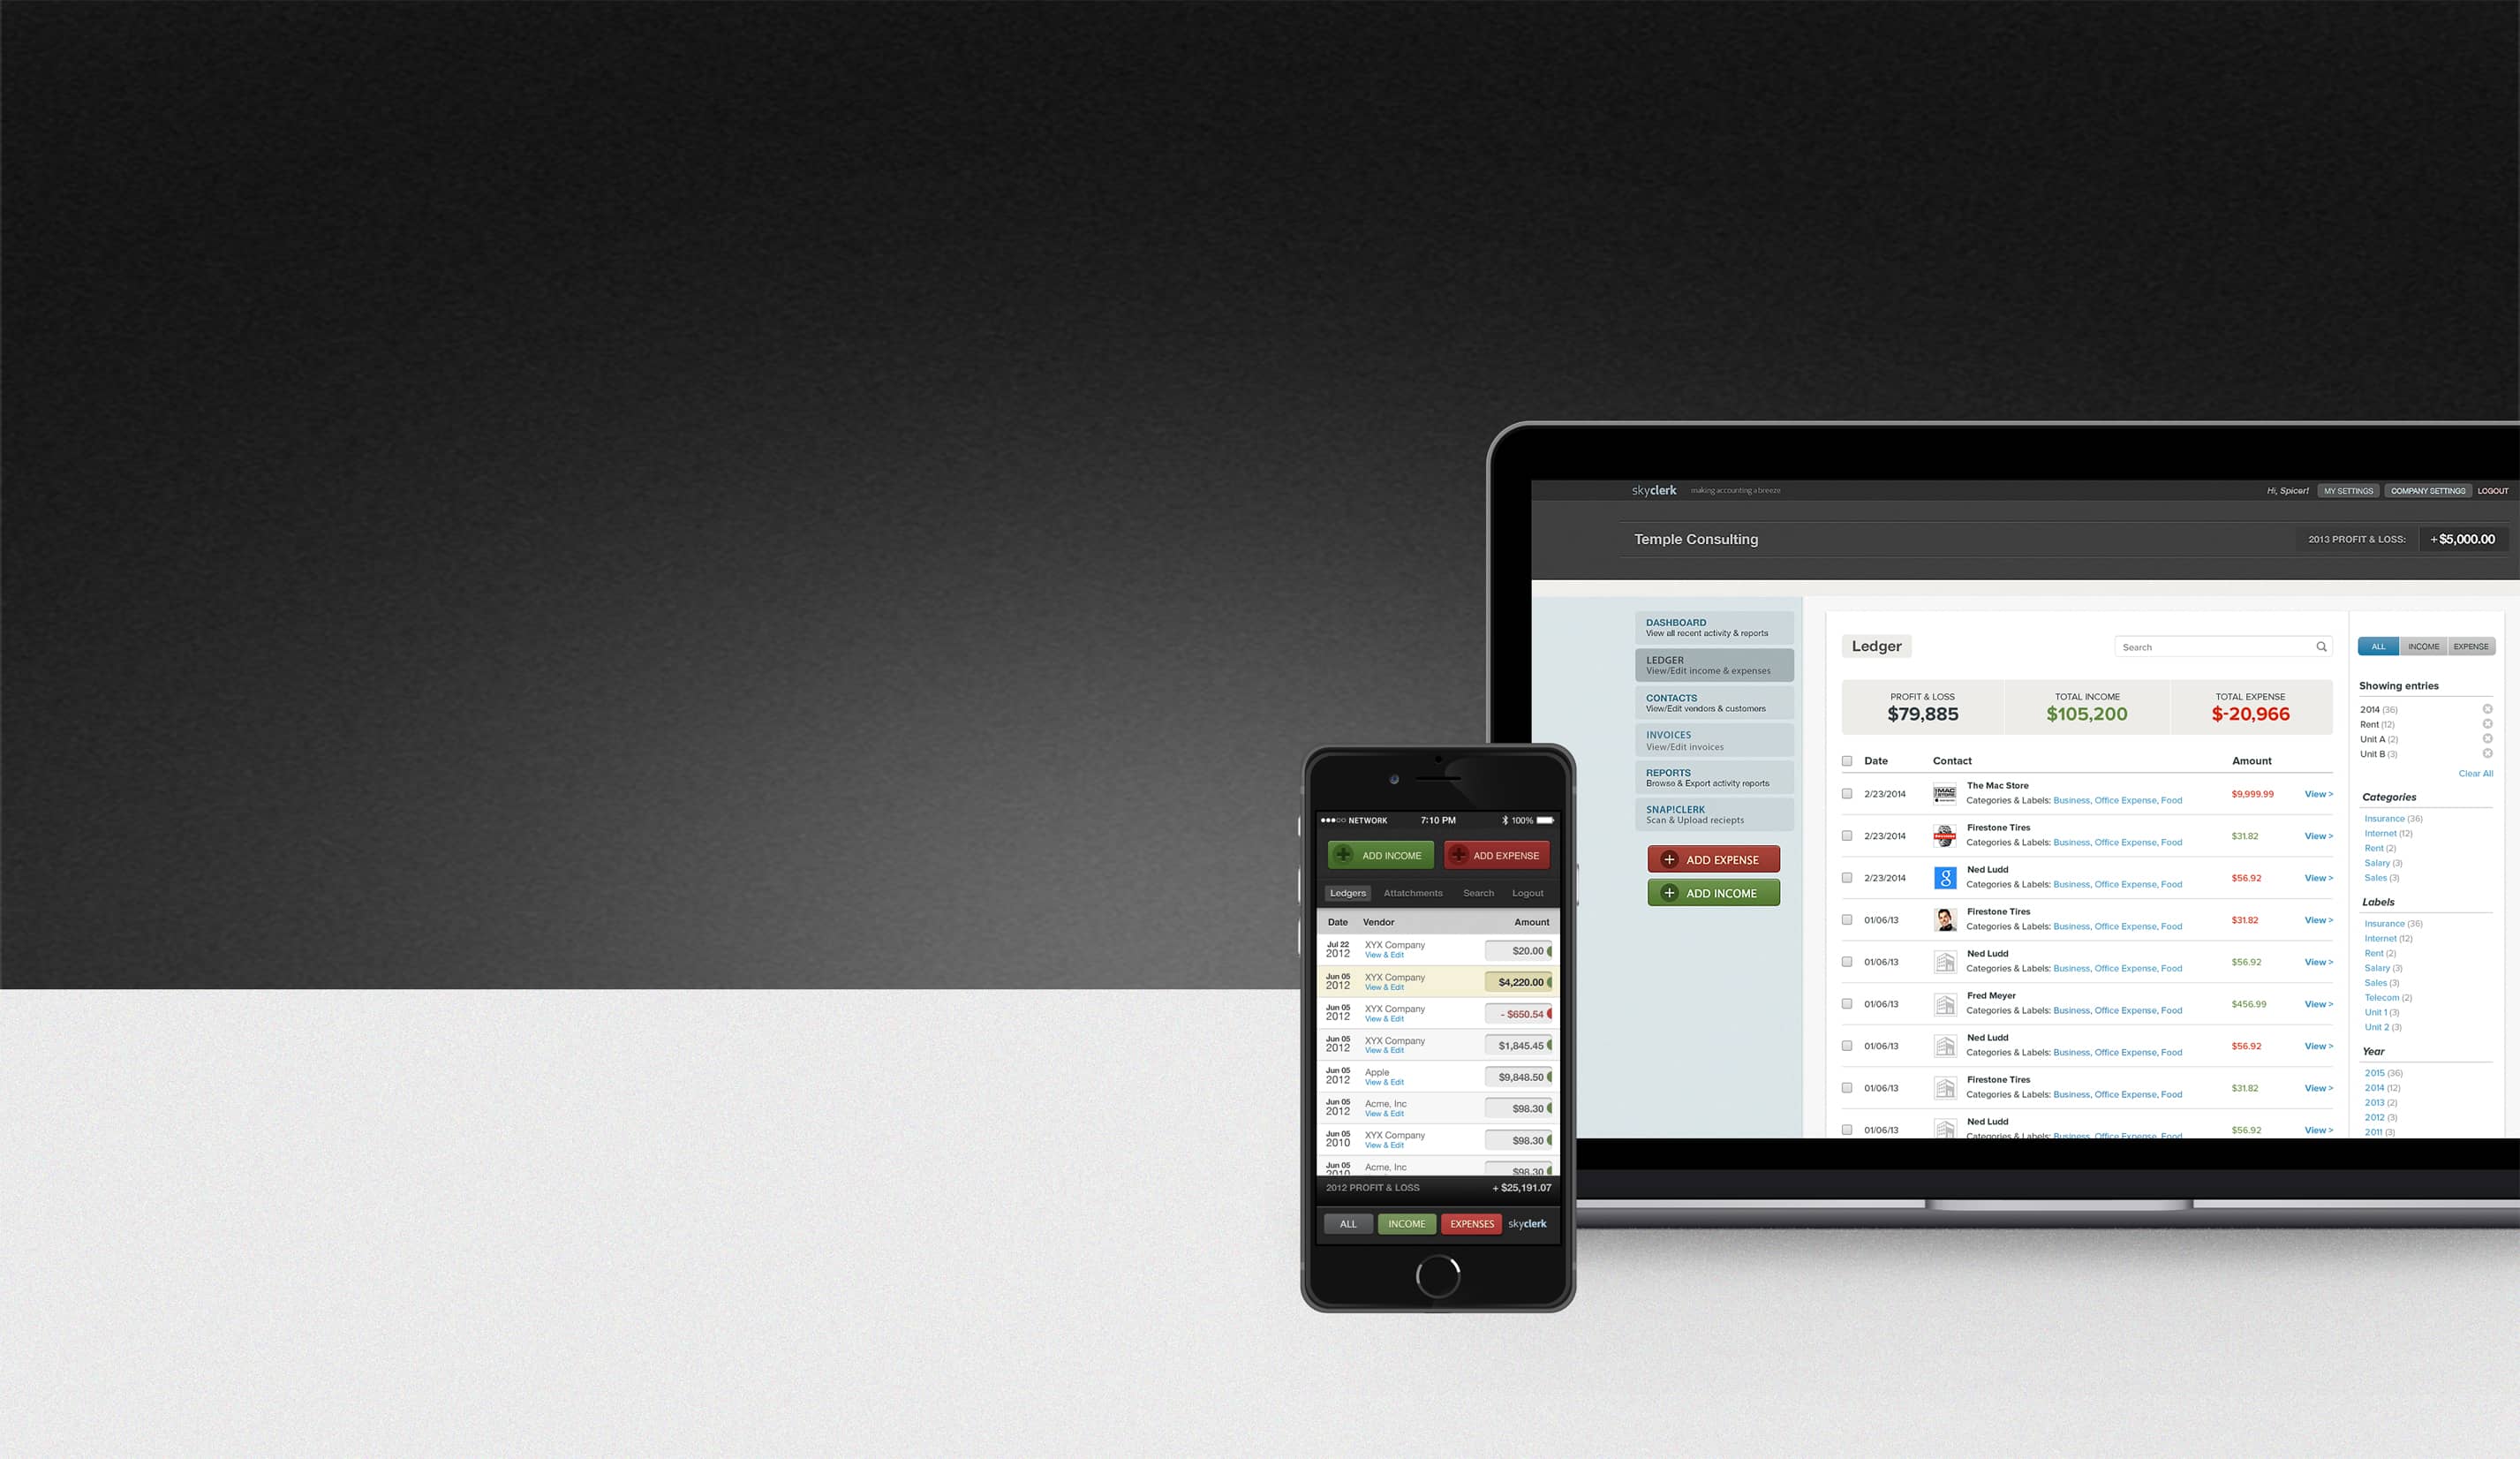 skyclerk making accounting a breeze
Hi, Spicer! MY SETTINGS COMPANY SETTINGS LOGOUT
Temple Consulting
2013 PROFIT & LOSS: +$5,000.00
DASHBOARD
View all recent activity & reports
LEDGER
View/Edit income & expenses
CONTACTS
View/Edit vendors & customers
INVOICES
View/Edit invoices
REPORTS
Browse & Export activity reports
SNAP!CLERK
Scan & Upload reciepts
ADD EXPENSE
ADD INCOME
Ledger
Search
PROFIT & LOSS TOTAL INCOME TOTAL EXPENSE
$79,885 $105,200 $-20,966
Date Contact Amount
2/23/2014 The Mac Store $9,999.99 View >
Categories & Labels: Business, Office Expense, Food
2/23/2014 Firestone Tires $31.82 View >
Categories & Labels: Business, Office Expense, Food
2/23/2014 Ned Ludd $56.92 View >
Categories & Labels: Business, Office Expense, Food
01/06/13 Firestone Tires $31.82 View >
Categories & Labels: Business, Office Expense, Food
01/06/13 Ned Ludd $56.92 View >
Categories & Labels: Business, Office Expense, Food
01/06/13 Fred Meyer $456.99 View >
Categories & Labels: Business, Office Expense, Food
01/06/13 Ned Ludd $56.92 View >
Categories & Labels: Business, Office Expense, Food
01/06/13 Firestone Tires $31.82 View >
Categories & Labels: Business, Office Expense, Food
01/06/13 Ned Ludd $56.92 View >
Categories & Labels: Business, Office Expense, Food
ALL INCOME EXPENSE
Showing entries
2014 (36)
Rent (12)
Unit A (2)
Unit B (3)
Clear All
Categories
Insurance (36)
Internet (12)
Rent (2)
Salary (3)
Sales (3)
Labels
Insurance (36)
Internet (12)
Rent (2)
Salary (3)
Sales (3)
Telecom (2)
Unit 1 (3)
Unit 2 (3)
Year
2015 (36)
2014 (12)
2013 (2)
2012 (3)
2011 (3)
NETWORK 7:10 PM 100%
ADD INCOME ADD EXPENSE
Ledgers Attatchments Search Logout
Date Vendor Amount
Jul 22 2012 XYX Company $20.00
View & Edit
Jun 05 2012 XYX Company $4,220.00
View & Edit
Jun 05 2012 XYX Company - $650.54
View & Edit
Jun 05 2012 XYX Company $1,845.45
View & Edit
Jun 05 2012 Apple $9,848.50
View & Edit
Jun 05 2012 Acme, Inc $98.30
View & Edit
Jun 05 2010 XYX Company $98.30
View & Edit
Jun 05 2010 Acme, Inc $98.30
2012 PROFIT & LOSS + $25,191.07
ALL INCOME EXPENSES skyclerk